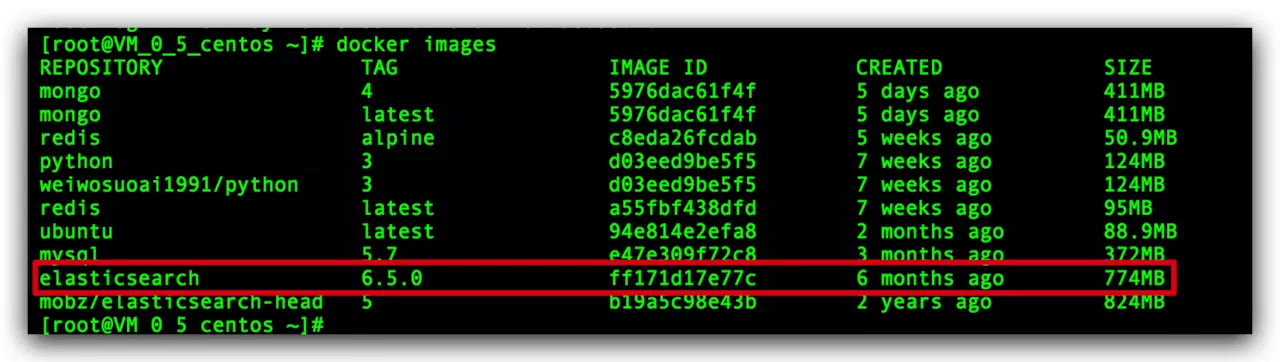 [root@VM_0_5_centos ~]# docker images
REPOSITORY TAG IMAGE ID CREATED SIZE
mongo 4 5976dac61f4f 5 days ago 411MB
mongo latest 5976dac61f4f 5 days ago 411MB
redis alpine c8eda26fcdab 5 weeks ago 50.9MB
python 3 d03eed9be5f5 7 weeks ago 124MB
weiwosuoai1991/python 3 d03eed9be5f5 7 weeks ago 124MB
redis latest a55fbf438dfd 7 weeks ago 95MB
ubuntu latest 94e814e2efa8 2 months ago 88.9MB
mysql 5.7 e47e309f72c8 3 months ago 372MB
elasticsearch 6.5.0 ff171d17e77c 6 months ago 774MB
mobz/elasticsearch-head 5 b19a5c98e43b 2 years ago 824MB
[root@VM_0_5_centos ~]#